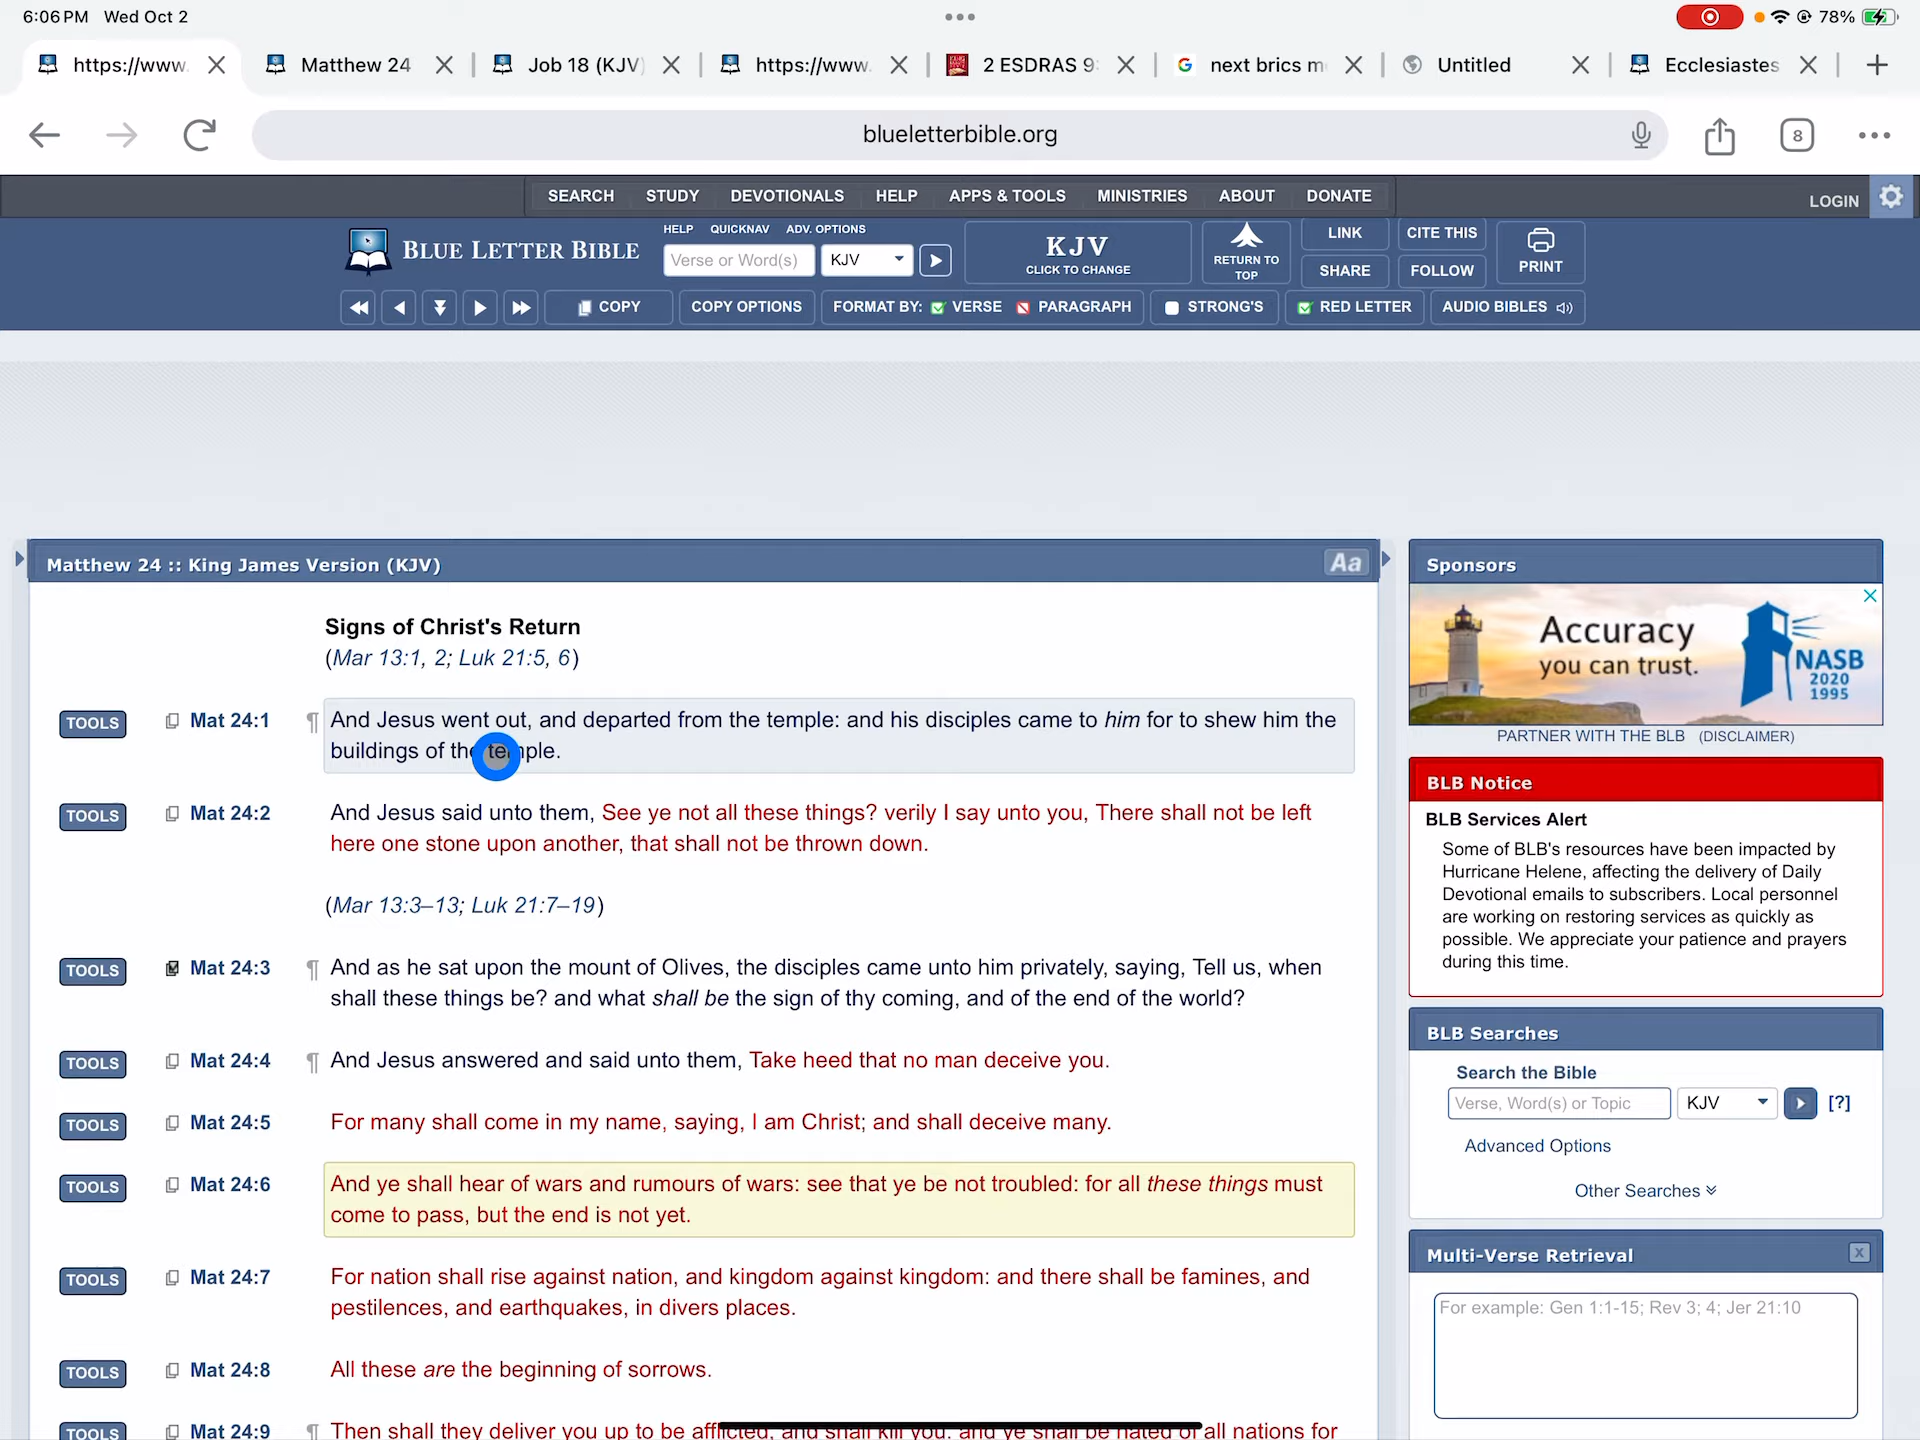 6:06 PM Wed Oct 2
78%
https://www.
Matthew 24
Job 18 (KJV)
https://www.
2 ESDRAS 9:
next brics m
Untitled
Ecclesiastes
blueletterbible.org
8
SEARCH STUDY DEVOTIONALS HELP APPS & TOOLS MINISTRIES ABOUT DONATE
LOGIN
BLUE LETTER BIBLE
HELP QUICKNAV ADV. OPTIONS
Verse or Word(s)
KJV
KJV
CLICK TO CHANGE
RETURN TO
TOP
LINK
CITE THIS
SHARE
FOLLOW
PRINT
COPY
COPY OPTIONS
FORMAT BY: VERSE PARAGRAPH
STRONG'S
RED LETTER
AUDIO BIBLES
Matthew 24 :: King James Version (KJV)
Aa
Signs of Christ's Return
(Mar 13:1, 2; Luk 21:5, 6)
TOOLS Mat 24:1 ¶ And Jesus went out, and departed from the temple: and his disciples came to him for to shew him the
buildings of the temple.
TOOLS Mat 24:2 And Jesus said unto them, See ye not all these things? verily I say unto you, There shall not be left
here one stone upon another, that shall not be thrown down.
(Mar 13:3–13; Luk 21:7–19)
TOOLS Mat 24:3 ¶ And as he sat upon the mount of Olives, the disciples came unto him privately, saying, Tell us, when
shall these things be? and what shall be the sign of thy coming, and of the end of the world?
TOOLS Mat 24:4 ¶ And Jesus answered and said unto them, Take heed that no man deceive you.
TOOLS Mat 24:5 For many shall come in my name, saying, I am Christ; and shall deceive many.
TOOLS Mat 24:6 And ye shall hear of wars and rumours of wars: see that ye be not troubled: for all these things must
come to pass, but the end is not yet.
TOOLS Mat 24:7 For nation shall rise against nation, and kingdom against kingdom: and there shall be famines, and
pestilences, and earthquakes, in divers places.
TOOLS Mat 24:8 All these are the beginning of sorrows.
TOOLS Mat 24:9 ¶ Then shall they deliver you up to be afflicted, and shall kill you: and ye shall be hated of all nations for
Sponsors
Accuracy
you can trust.
NASB
2020
1995
PARTNER WITH THE BLB (DISCLAIMER)
BLB Notice
BLB Services Alert
Some of BLB's resources have been impacted by
Hurricane Helene, affecting the delivery of Daily
Devotional emails to subscribers. Local personnel
are working on restoring services as quickly as
possible. We appreciate your patience and prayers
during this time.
BLB Searches
Search the Bible
Verse, Word(s) or Topic
KJV
[?]
Advanced Options
Other Searches
Multi-Verse Retrieval
x
For example: Gen 1:1-15; Rev 3; 4; Jer 21:10